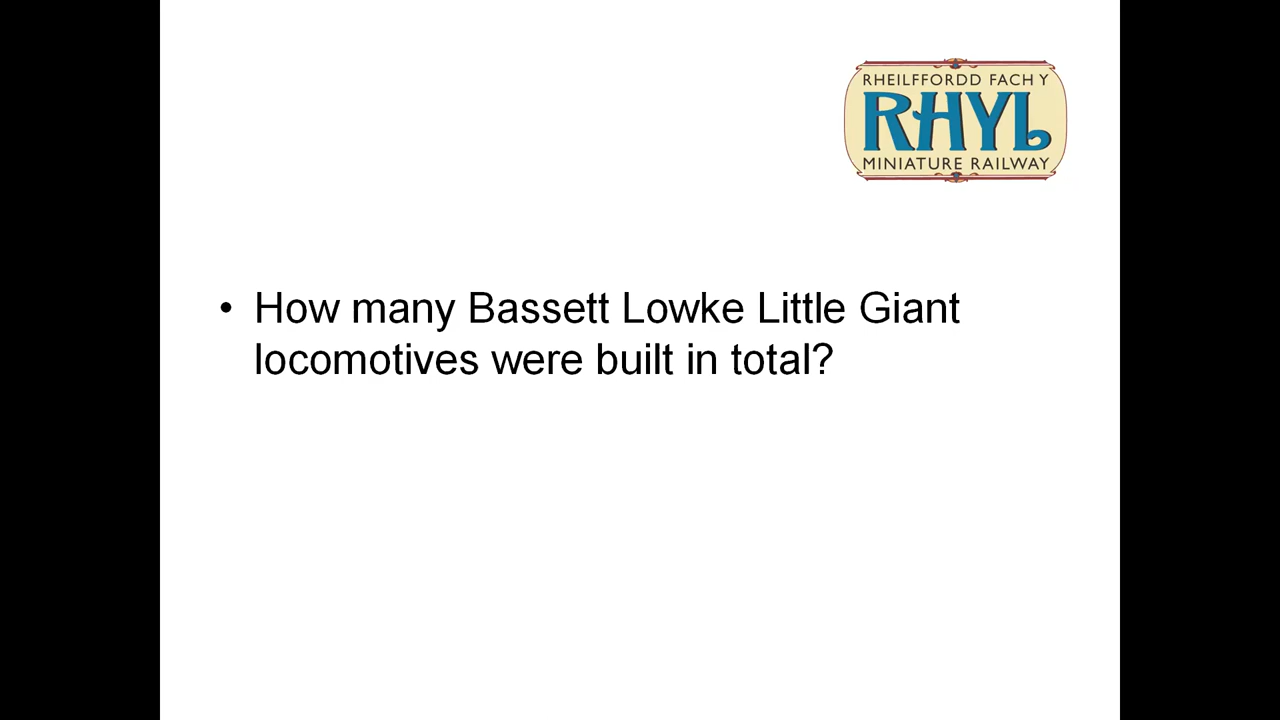 RHEILFFORDD FACH Y
RHYL
MINIATURE RAILWAY
• How many Bassett Lowke Little Giant
locomotives were built in total?